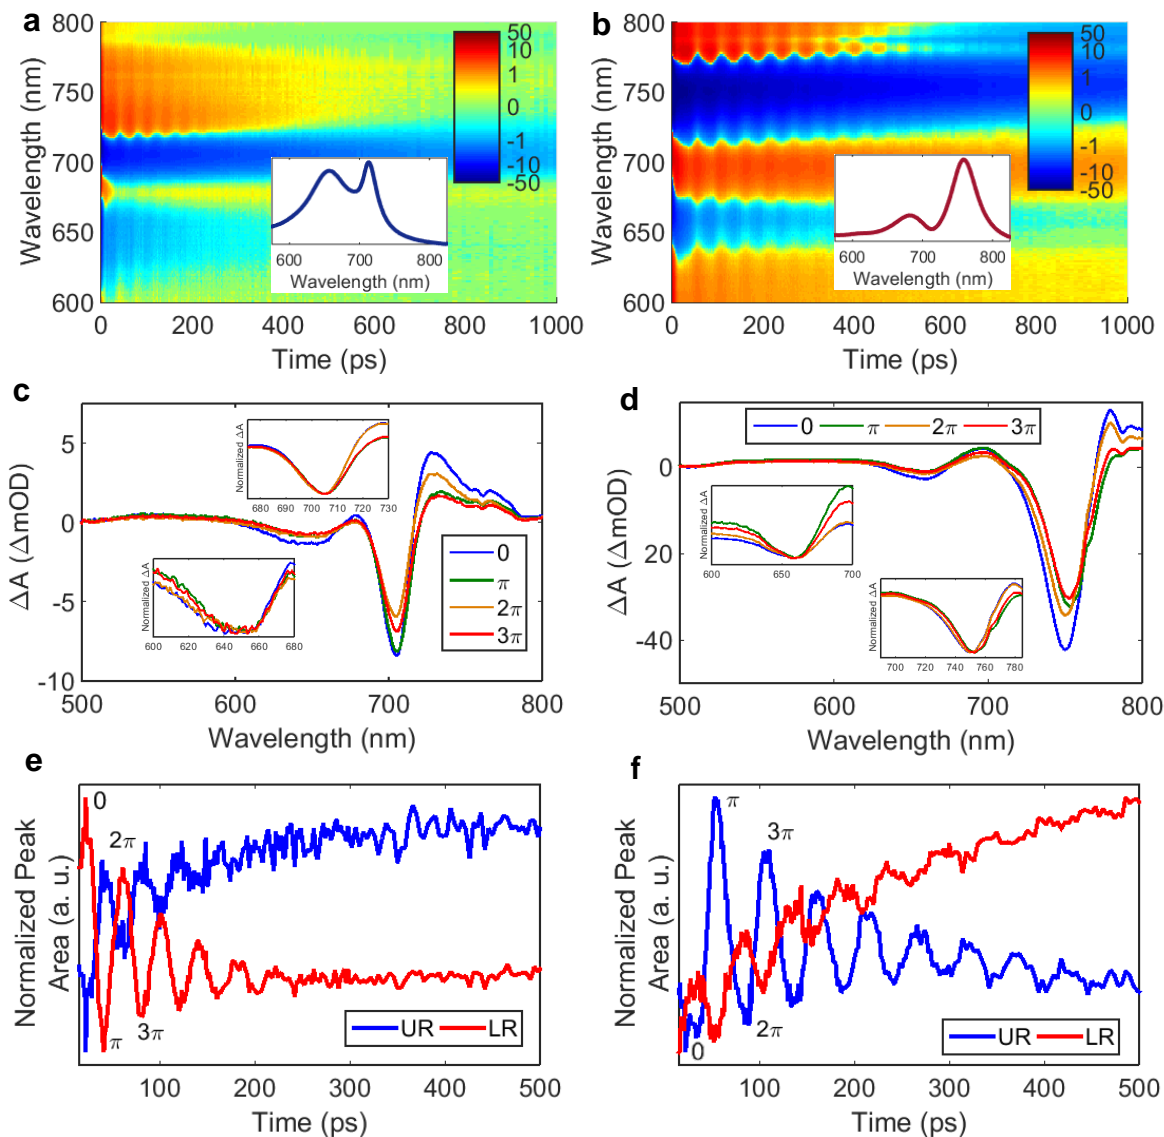 a
800
750
700
650
600
Wavelength (nm)
0 200 400 600 800 1000
Time (ps)
50
10
1
0
-1
-10
-50
600 700 800
Wavelength (nm)
b
800
750
700
650
600
Wavelength (nm)
0 200 400 600 800 1000
Time (ps)
50
10
1
0
-1
-10
-50
600 700 800
Wavelength (nm)
c
5
0
-5
-10
ΔA (ΔmOD)
500 600 700 800
Wavelength (nm)
Normalized ΔA
680 690 700 710 720 730
Normalized ΔA
600 620 640 660 680
0
π
2π
3π
d
0
20
-40
ΔA (ΔmOD)
500 600 700 800
Wavelength (nm)
0 π 2π 3π
Normalized ΔA
600 650 700
Normalized ΔA
700 720 740 760 780
e
Normalized Peak
Area (a. u.)
0
2π
π
3π
UR LR
100 200 300 400 500
Time (ps)
f
Normalized Peak
Area (a. u.)
π
3π
0
2π
UR LR
100 200 300 400 500
Time (ps)